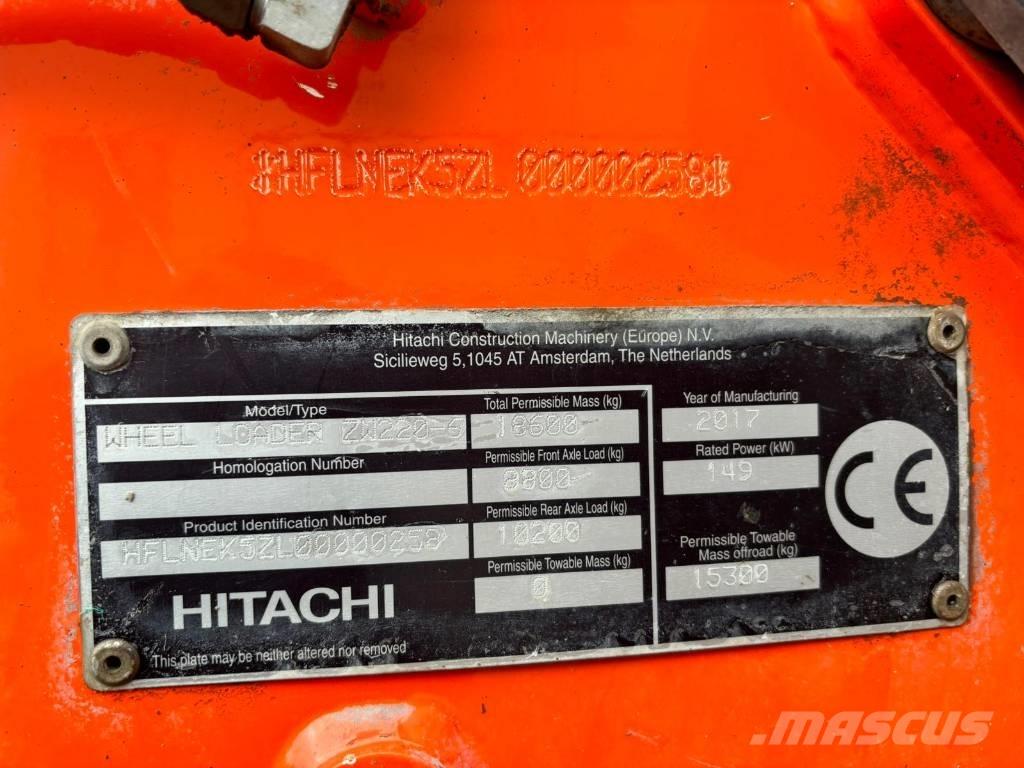 *HFLNEK5ZL00000258*
Hitachi Construction Machinery (Europe) N.V.
Sicilieweg 5,1045 AT Amsterdam, The Netherlands
Model/Type
WHEEL LOADER ZW220-6
Homologation Number
Product Identification Number
HFLNEK5ZL00000258
HITACHI
This plate may be neither altered nor removed
Total Permissible Mass (kg)
18600
Permissible Front Axle Load (kg)
8800
Permissible Rear Axle Load (kg)
10200
Permissible Towable Mass (kg)
0
Year of Manufacturing
2017
Rated Power (kW)
149
Permissible Towable
Mass offroad (kg)
15300
CE
MASCUS